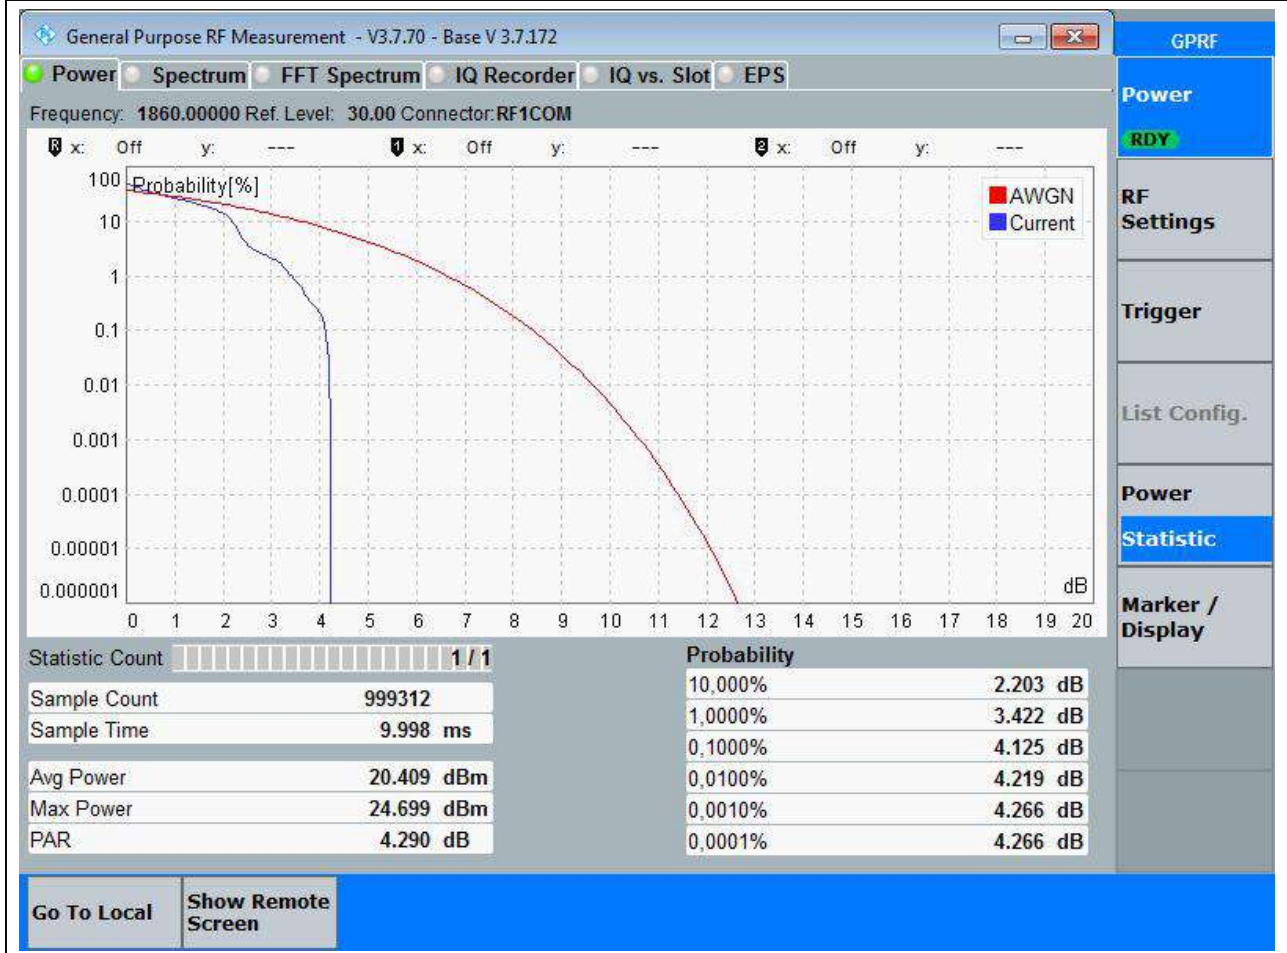 General Purpose RF Measurement - V3.7.70 - Base V 3.7.172
GPRF
Power Spectrum FFT Spectrum IQ Recorder IQ vs. Slot EPS
Frequency: 1860.00000 Ref. Level: 30.00 Connector:RF1COM
R x: Off y: --- 1 x: Off y: --- 2 x: Off y: ---
Probability[%]
100
10
1
0.1
0.01
0.001
0.0001
0.00001
0.000001
AWGN
Current
dB
0 1 2 3 4 5 6 7 8 9 10 11 12 13 14 15 16 17 18 19 20
Statistic Count 1 / 1
Sample Count 999312
Sample Time 9.998 ms
Avg Power 20.409 dBm
Max Power 24.699 dBm
PAR 4.290 dB
Probability
10,000% 2.203 dB
1,0000% 3.422 dB
0,1000% 4.125 dB
0,0100% 4.219 dB
0,0010% 4.266 dB
0,0001% 4.266 dB
Power
RDY
RF
Settings
Trigger
List Config.
Power
Statistic
Marker /
Display
Go To Local
Show Remote
Screen